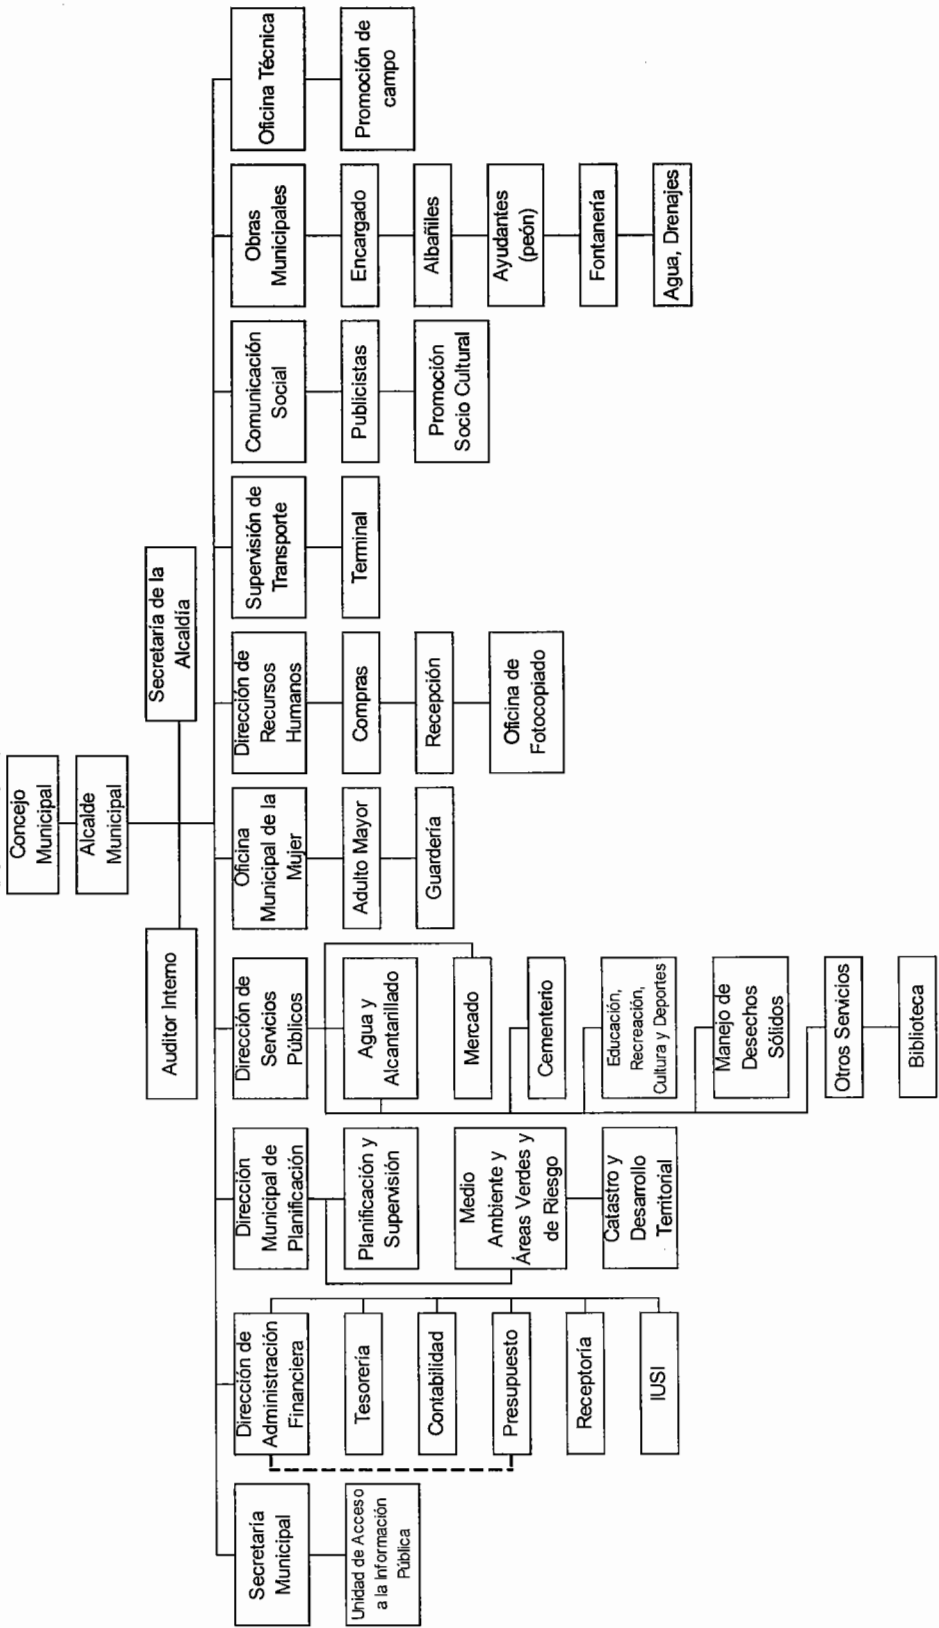 Concejo
Municipal
Alcalde
Municipal
Auditor Interno
Secretaría de la
Alcaldía
Secretaría
Municipal
Unidad de Acceso
a la Información
Pública
Dirección de
Administración
Financiera
Tesorería
Contabilidad
Presupuesto
Receptoría
IUSI
Dirección
Municipal de
Planificación
Planificación y
Supervisión
Medio
Ambiente y
Áreas Verdes y
de Riesgo
Catastro y
Desarrollo
Territorial
Dirección de
Servicios
Públicos
Agua y
Alcantarillado
Mercado
Cementerio
Educación,
Recreación,
Cultura y Deportes
Manejo de
Desechos
Sólidos
Otros Servicios
Biblioteca
Oficina
Municipal de la
Mujer
Adulto Mayor
Guardería
Dirección de
Recursos
Humanos
Compras
Recepción
Oficina de
Fotocopiado
Supervisión de
Transporte
Terminal
Comunicación
Social
Publicistas
Promoción
Socio Cultural
Obras
Municipales
Encargado
Albañiles
Ayudantes
(peón)
Fontanería
Agua, Drenajes
Oficina Técnica
Promoción de
campo